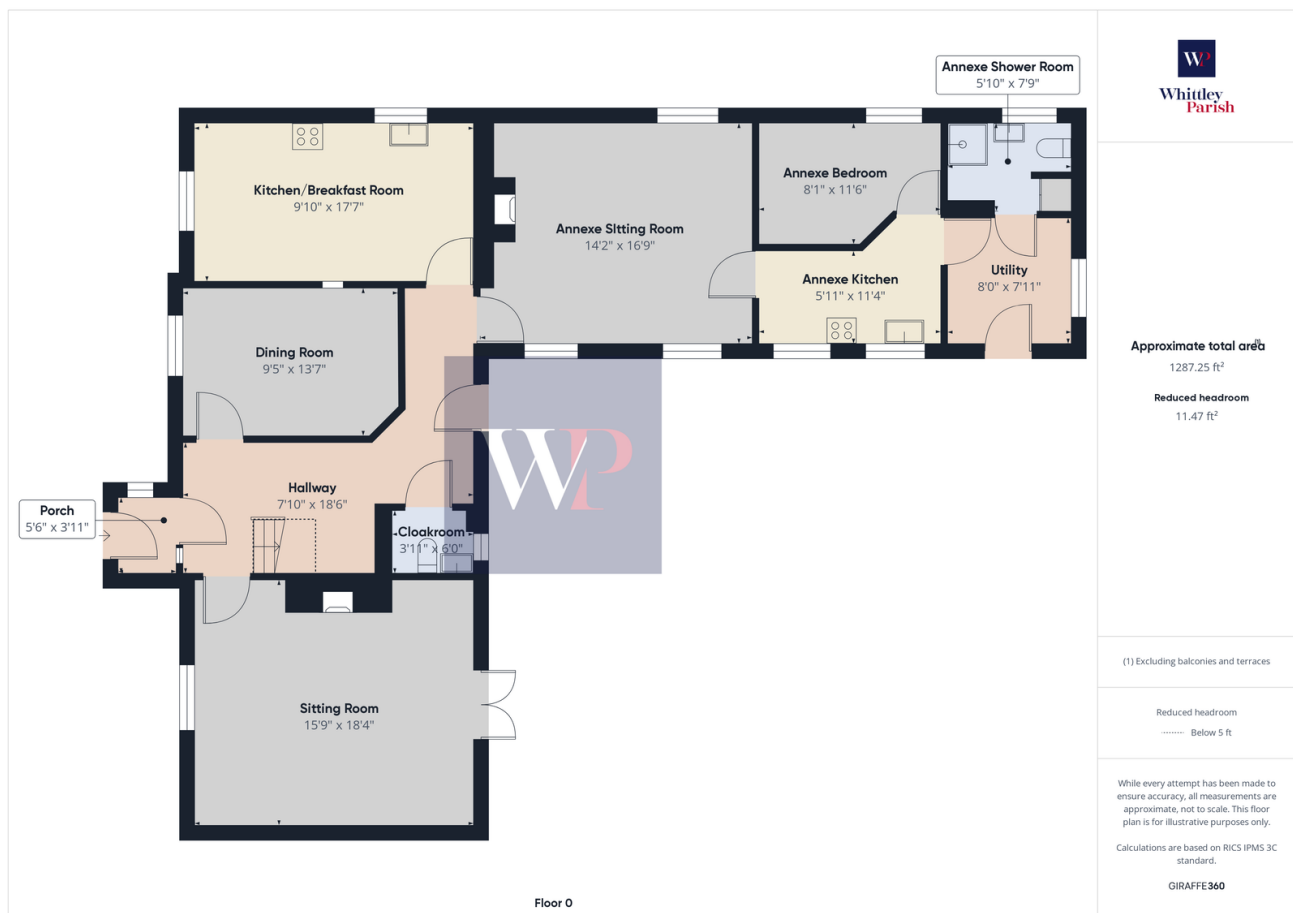 Annexe Shower Room
5'10" x 7'9"
Kitchen/Breakfast Room
9'10" x 17'7"
Annexe SItting Room
14'2" x 16'9"
Annexe Bedroom
8'1" x 11'6"
Annexe Kitchen
5'11" x 11'4"
Utility
8'0" x 7'11"
Dining Room
9'5" x 13'7"
Hallway
7'10" x 18'6"
Porch
5'6" x 3'11"
Cloakroom
3'11" x 6'0"
WP
Sitting Room
15'9" x 18'4"
Floor 0
WP
Whittley
Parish
Approximate total area(1)
1287.25 ft²
Reduced headroom
11.47 ft²
(1) Excluding balconies and terraces
Reduced headroom
Below 5 ft
While every attempt has been made to
ensure accuracy, all measurements are
approximate, not to scale. This floor
plan is for illustrative purposes only.
Calculations are based on RICS IPMS 3C
standard.
GIRAFFE360